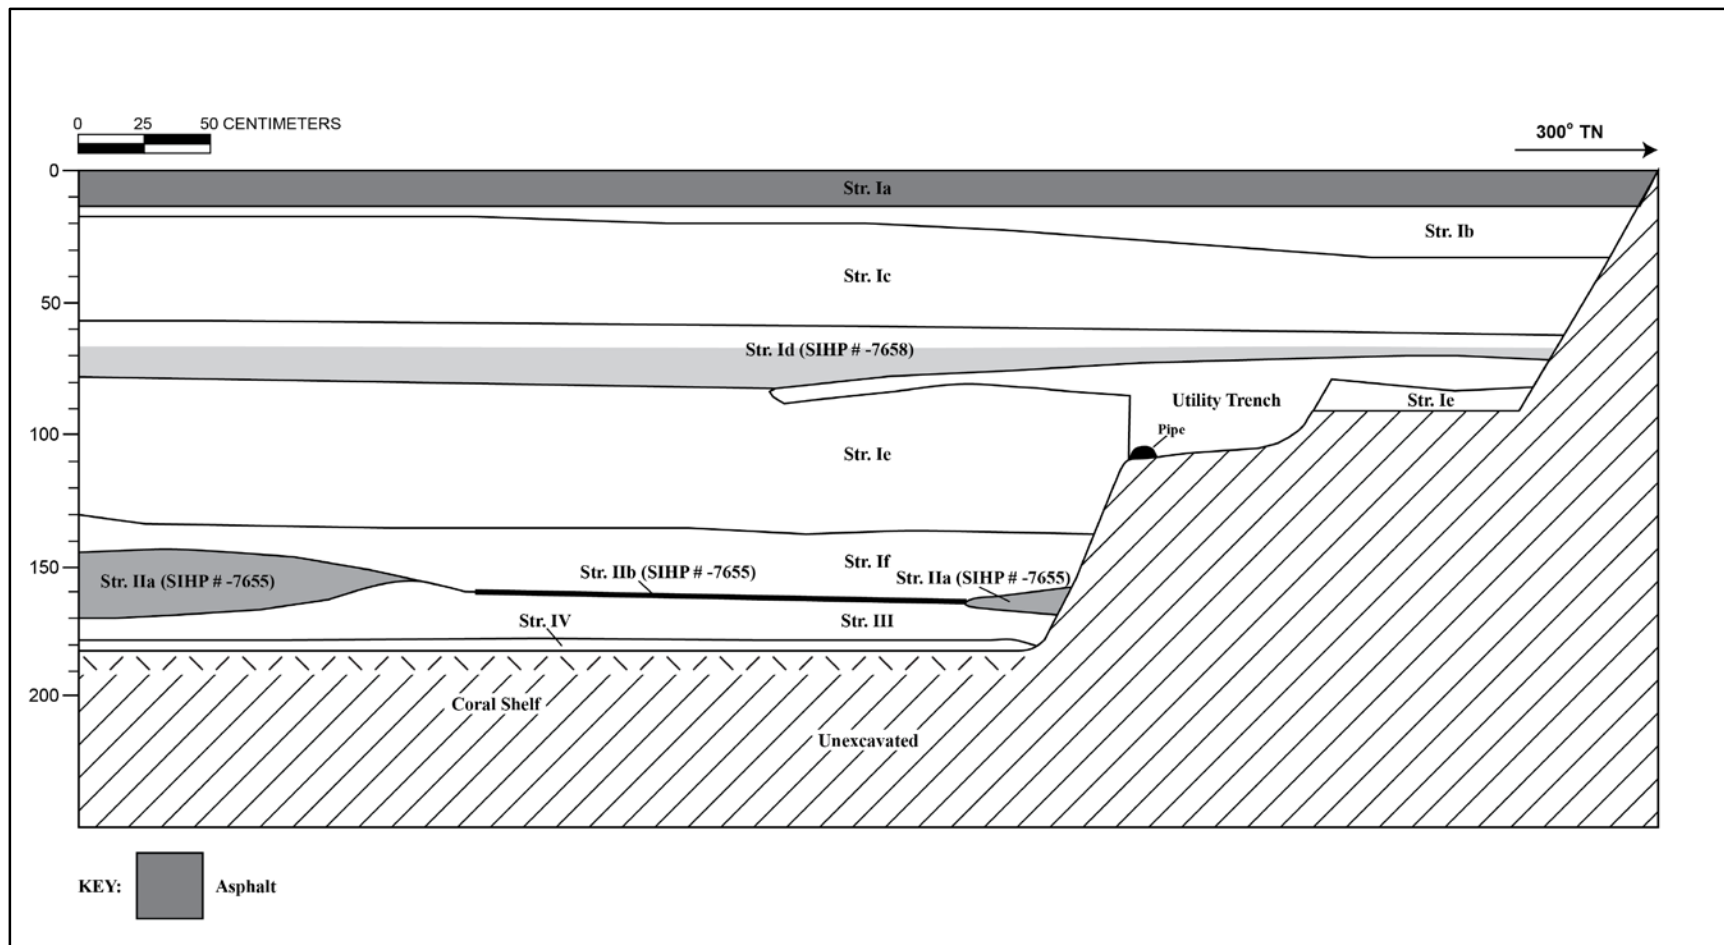 0 25 50 CENTIMETERS
300° TN
0
Str. Ia
Str. Ib
Str. Ic
50
Str. Id (SIHP # -7658)
Utility Trench
Str. Ie
Pipe
100
Str. Ie
Str. If
150
Str. IIa (SIHP # -7655)
Str. IIb (SIHP # -7655)
Str. IIa (SIHP # -7655)
Str. IV
Str. III
200
Coral Shelf
Unexcavated
KEY:
Asphalt